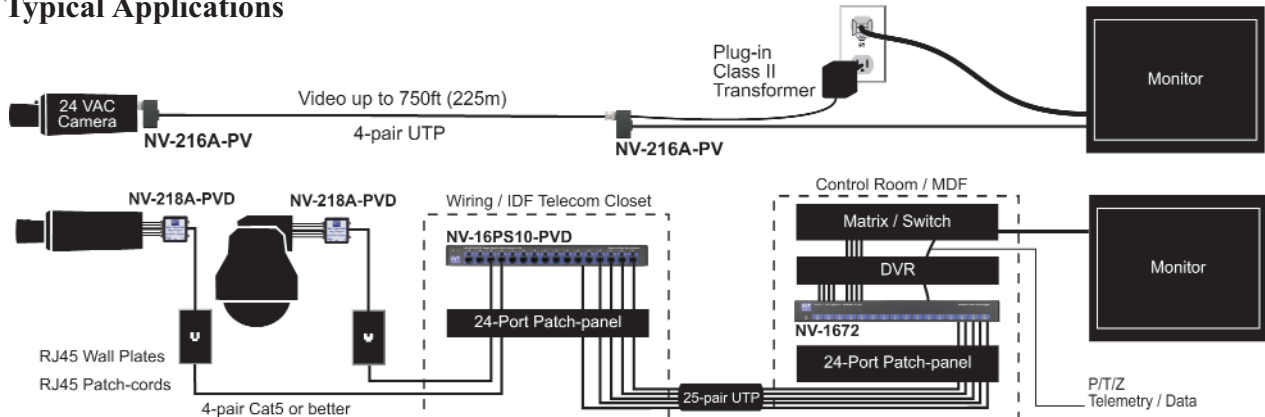 Typical Applications
Plug-in
Class II
Transformer
Monitor
24 VAC
Camera
Video up to 750ft (225m)
4-pair UTP
NV-216A-PV
NV-216A-PV
NV-218A-PVD
NV-218A-PVD
Wiring / IDF Telecom Closet
NV-16PS10-PVD
24-Port Patch-panel
Control Room / MDF
Matrix / Switch
DVR
NV-1672
24-Port Patch-panel
Monitor
RJ45 Wall Plates
RJ45 Patch-cords
4-pair Cat5 or better
25-pair UTP
P/T/Z
Telemetry / Data